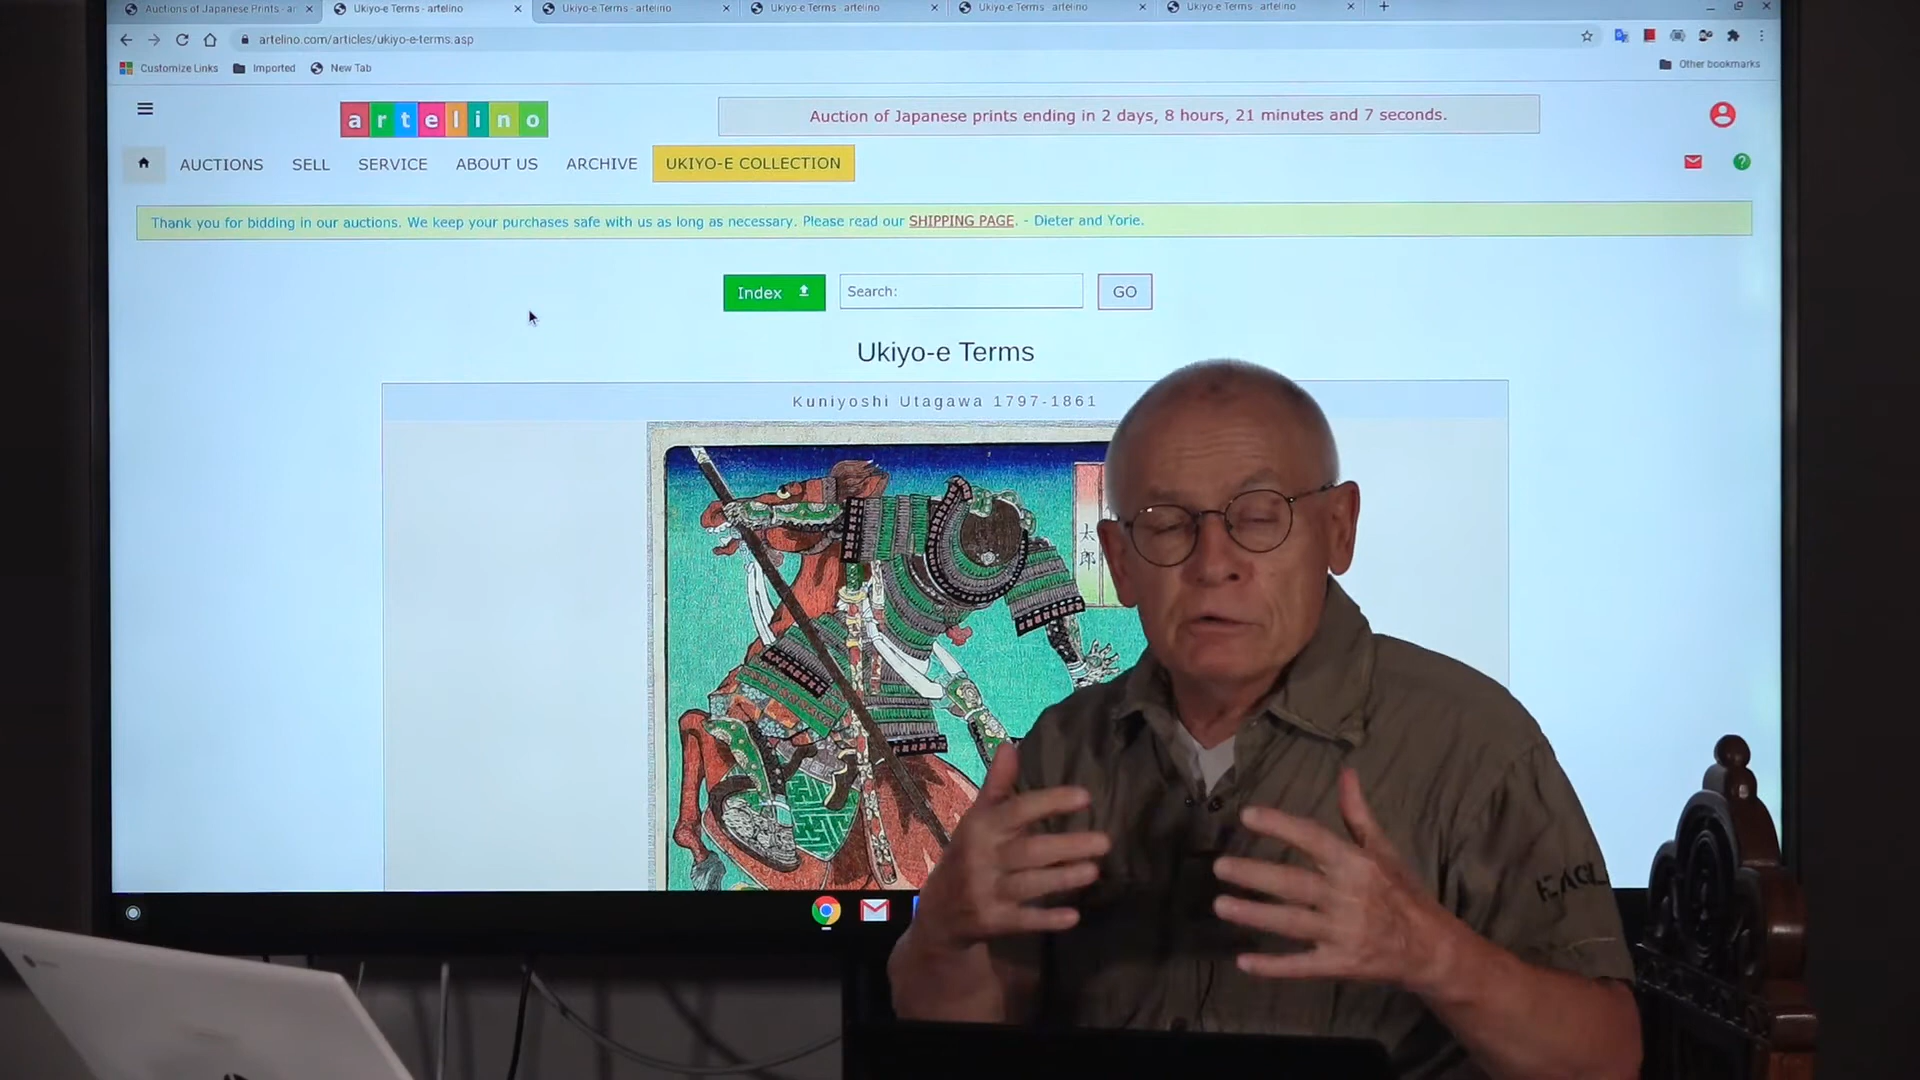 Auctions of Japanese Prints - ar
Ukiyo-e Terms - artelino
Ukiyo-e Terms - artelino
Ukiyo-e Terms - artelino
Ukiyo-e Terms - artelino
Ukiyo-e Terms - artelino
artelino.com/articles/ukiyo-e-terms.asp
Customize Links
Imported
New Tab
Other bookmarks
artelino
Auction of Japanese prints ending in 2 days, 8 hours, 21 minutes and 7 seconds.
AUCTIONS
SELL
SERVICE
ABOUT US
ARCHIVE
UKIYO-E COLLECTION
Thank you for bidding in our auctions. We keep your purchases safe with us as long as necessary. Please read our SHIPPING PAGE. - Dieter and Yorie.
Index
Search:
GO
Ukiyo-e Terms
Kuniyoshi Utagawa 1797-1861
太郎